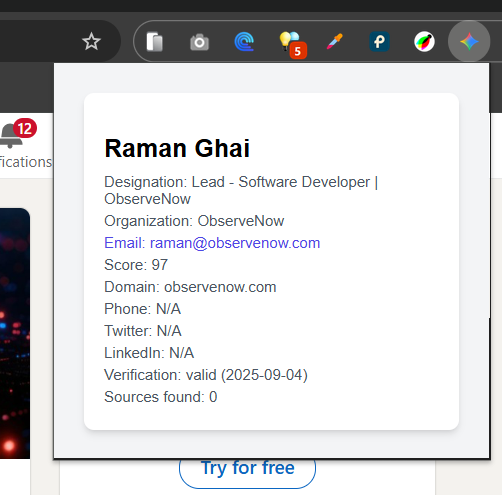 5
12
fications
Raman Ghai
Designation: Lead - Software Developer |
ObserveNow
Organization: ObserveNow
Email: raman@observenow.com
Score: 97
Domain: observenow.com
Phone: N/A
Twitter: N/A
LinkedIn: N/A
Verification: valid (2025-09-04)
Sources found: 0
Try for free